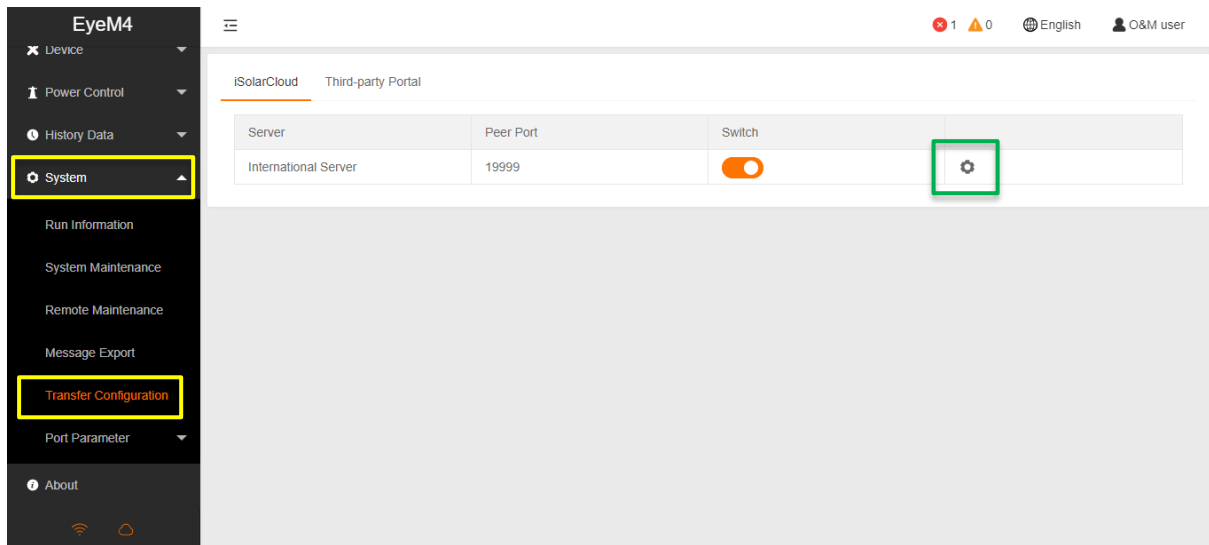 EyeM4
1 0 English O&M user
Device
Power Control
History Data
System
Run Information
System Maintenance
Remote Maintenance
Message Export
Transfer Configuration
Port Parameter
About
iSolarCloud Third-party Portal
Server Peer Port Switch
International Server 19999